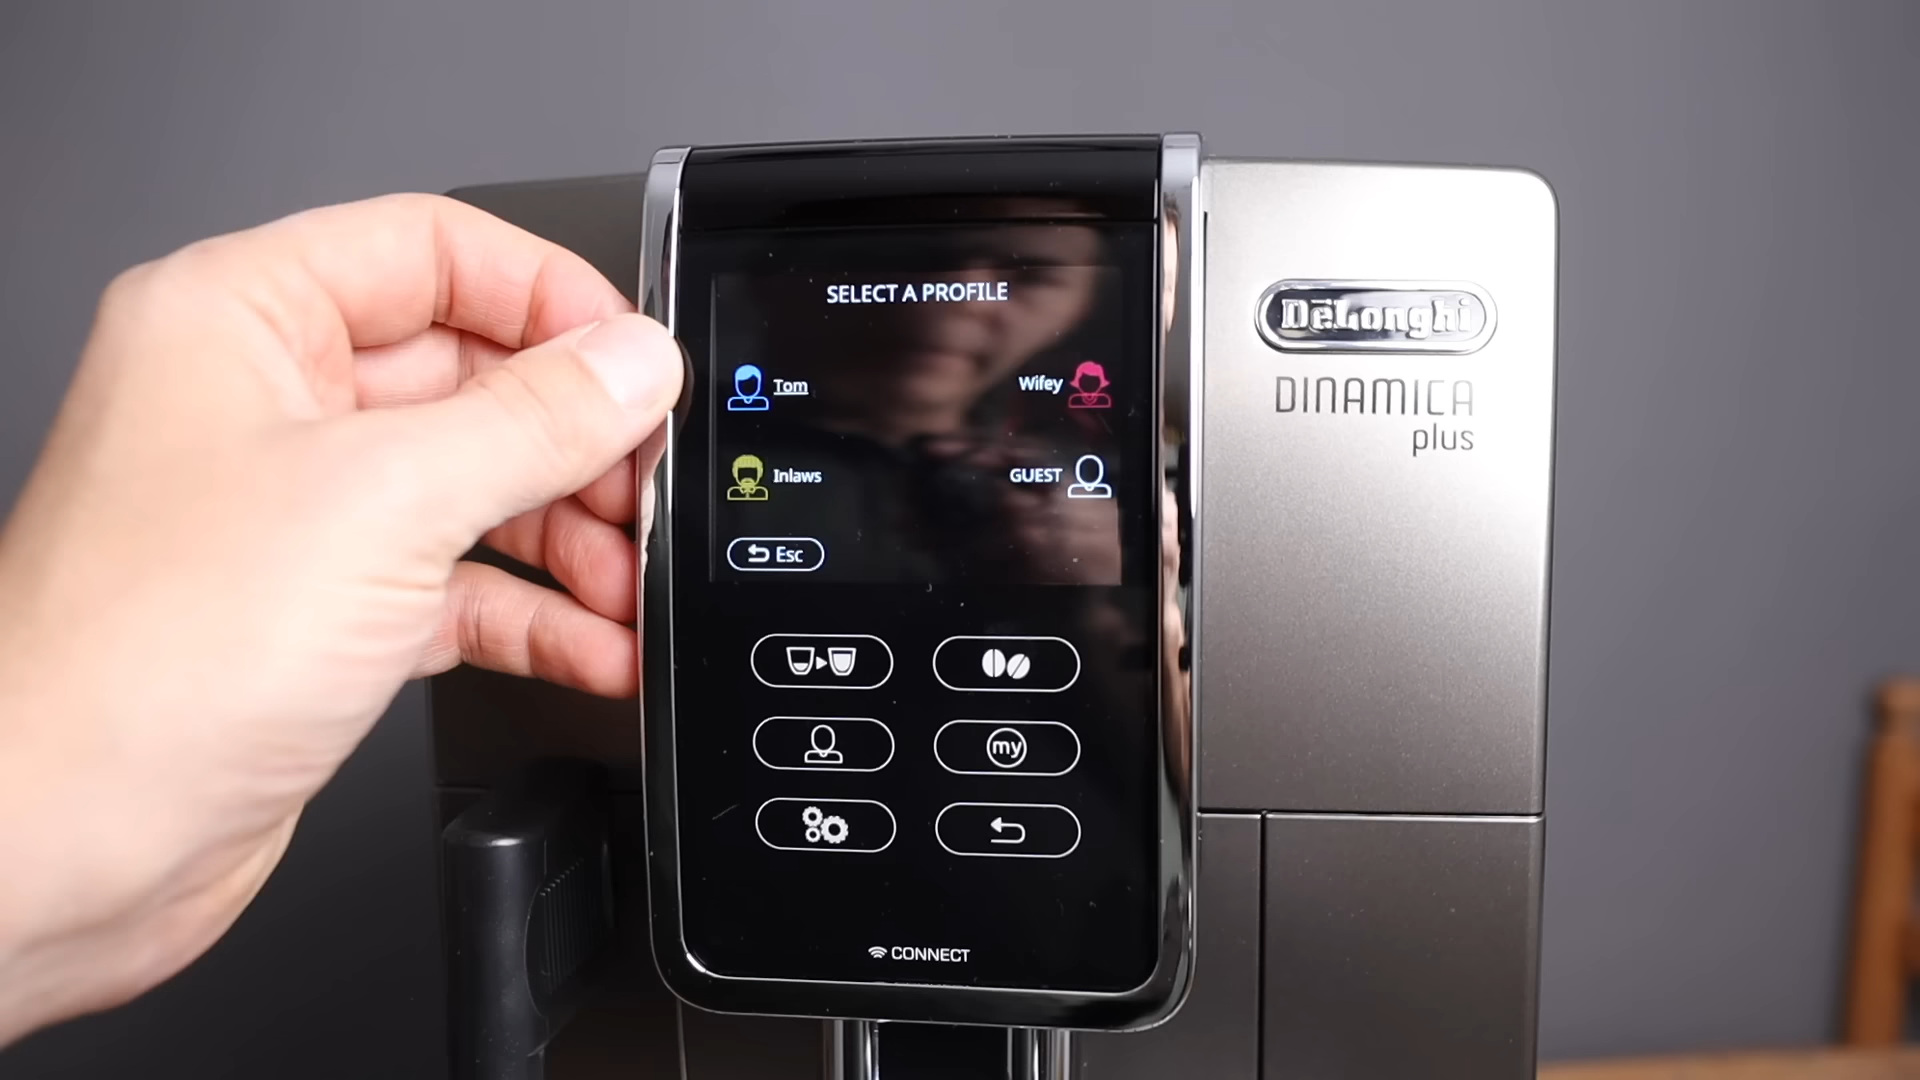 SELECT A PROFILE
Tom
Wifey
Inlaws
GUEST
Esc
my
CONNECT
DeLonghi
DINAMICA
plus